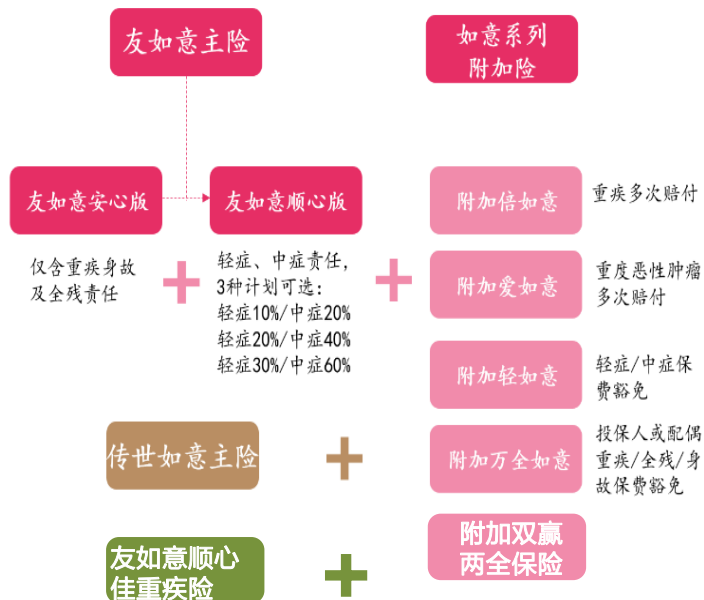 友如意主险
如意系列
附加险
友如意安心版
友如意顺心版
附加倍如意
重疾多次赔付
仅含重疾身故
及全残责任
轻症、中症责任，
3种计划可选：
轻症10%/中症20%
轻症20%/中症40%
轻症30%/中症60%
附加爱如意
重度恶性肿瘤
多次赔付
附加轻如意
轻症/中症保
费豁免
传世如意主险
附加万全如意
投保人或配偶
重疾/全残/身
故保费豁免
友如意顺心
佳重疾险
附加双赢
两全保险